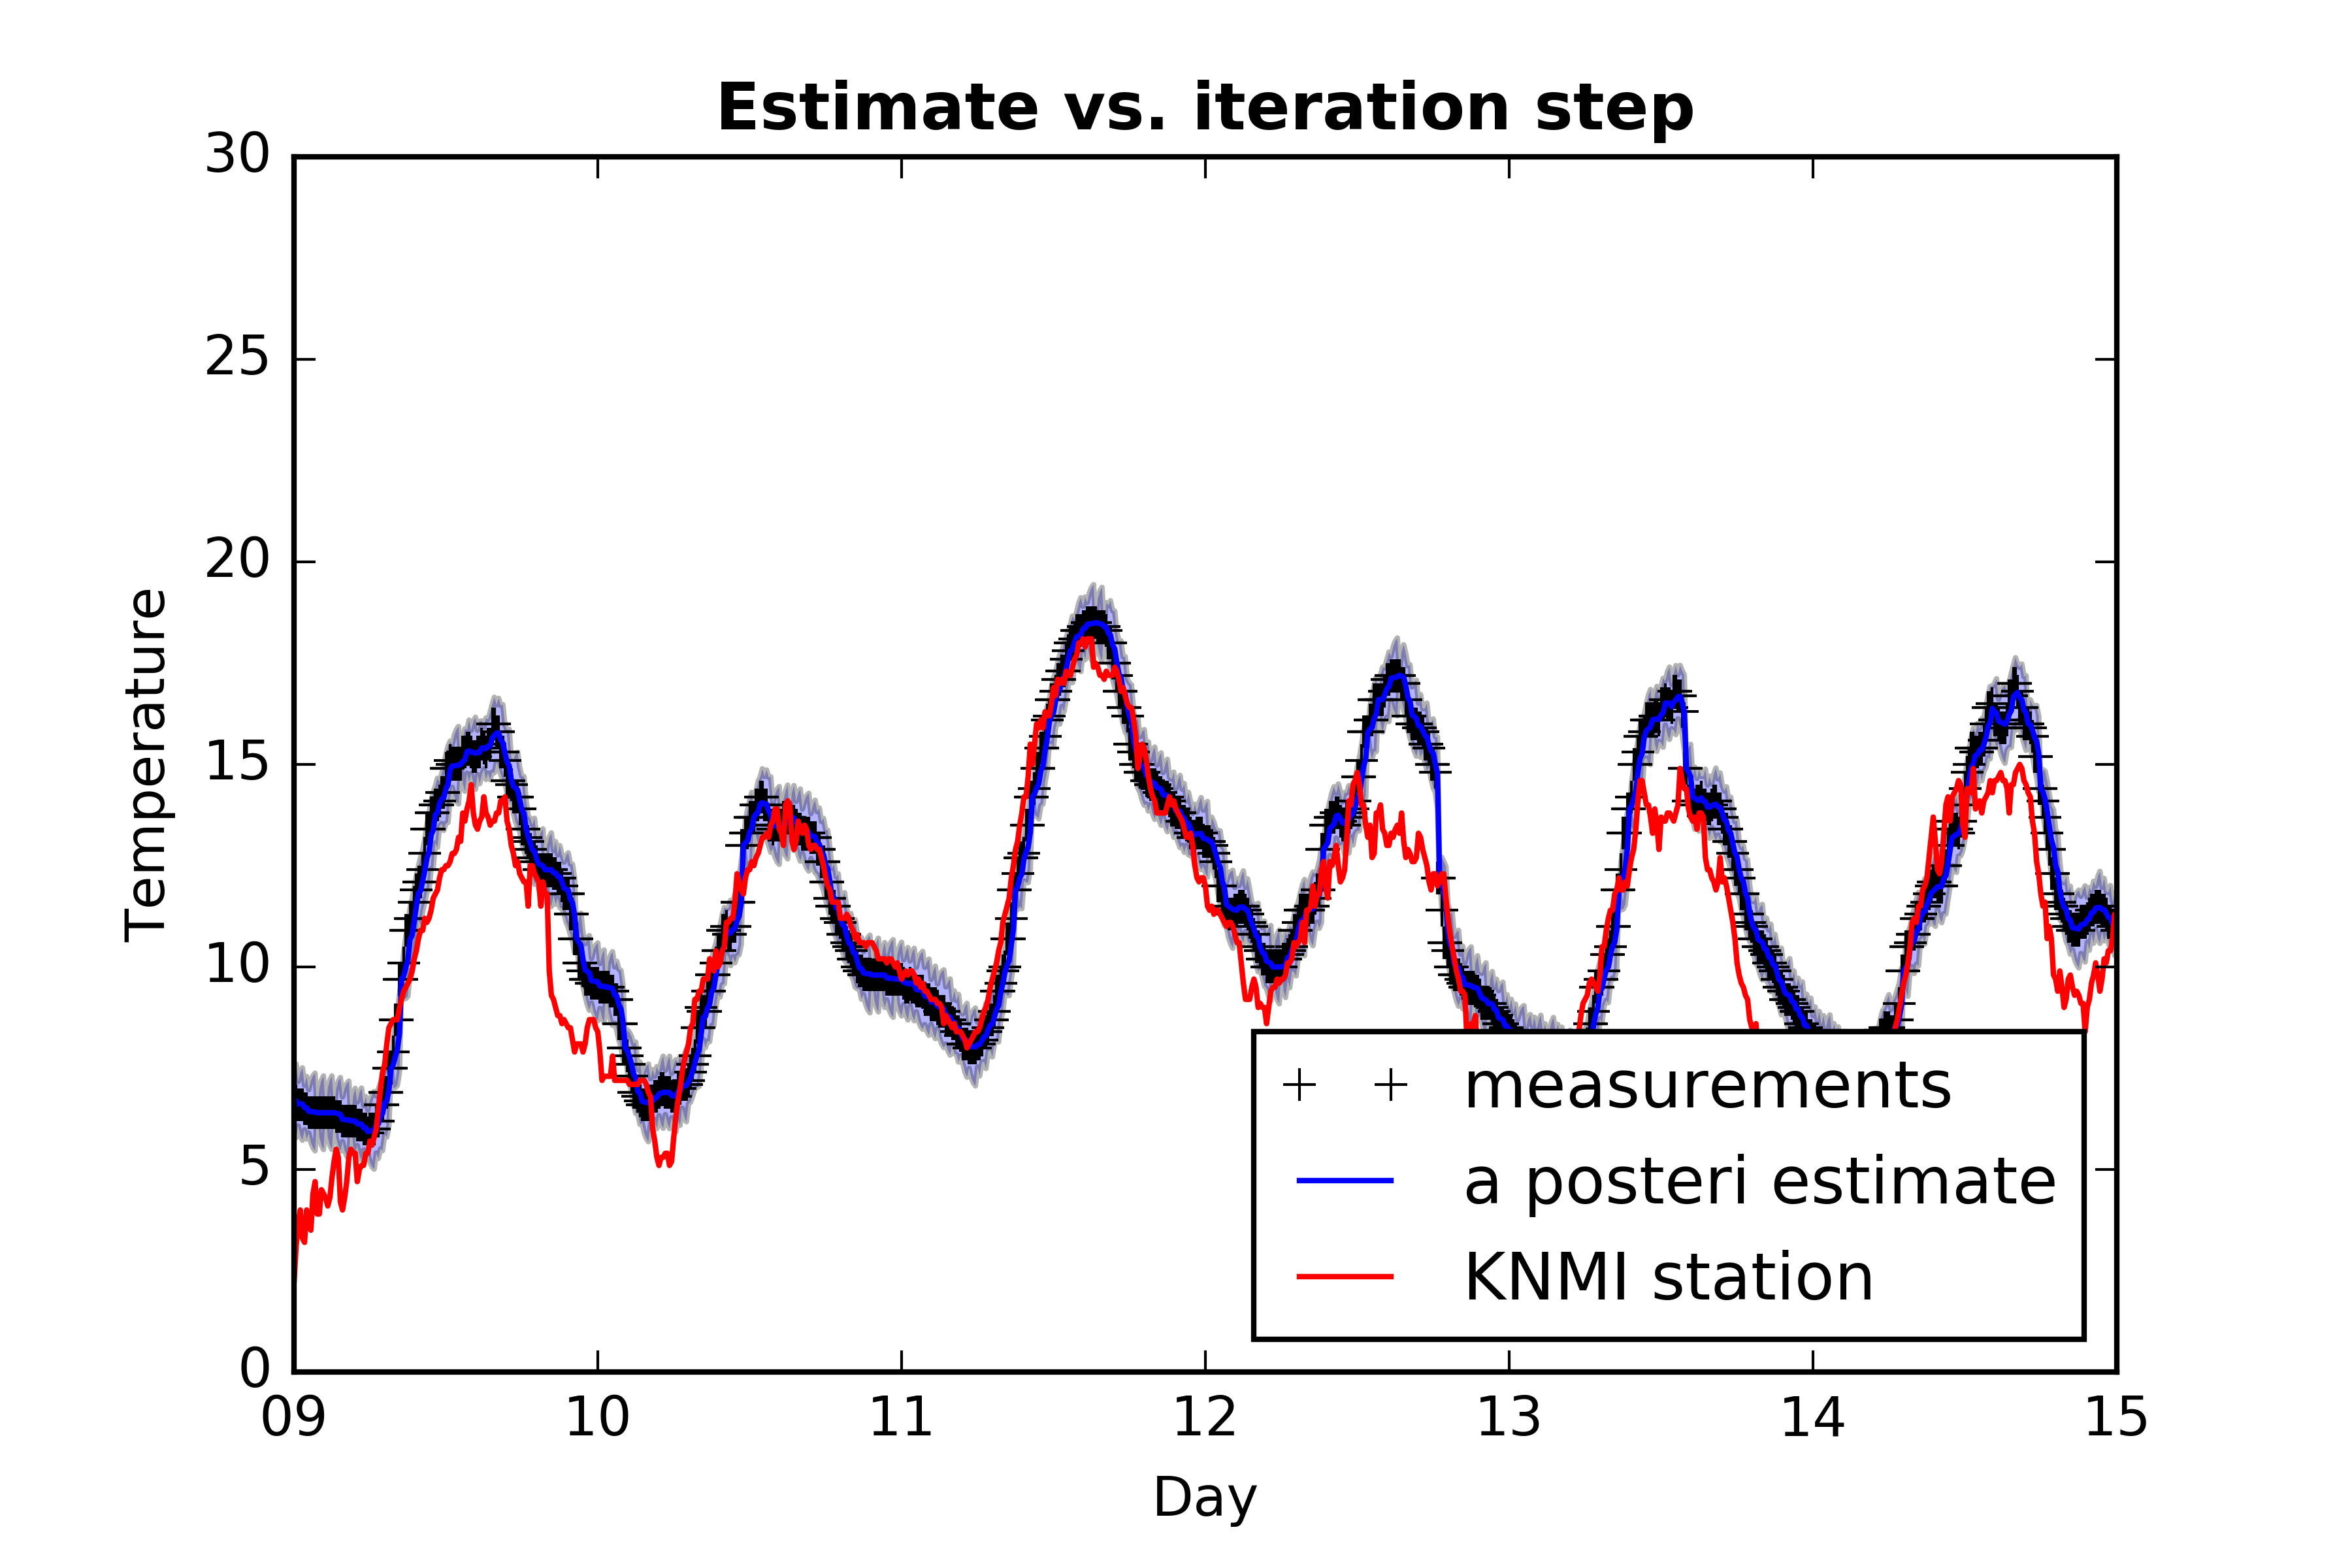 Estimate vs. iteration step
30
25
20
15
10
5
0
Temperature
09 10 11 12 13 14 15
Day
measurements
a posteri estimate
KNMI station